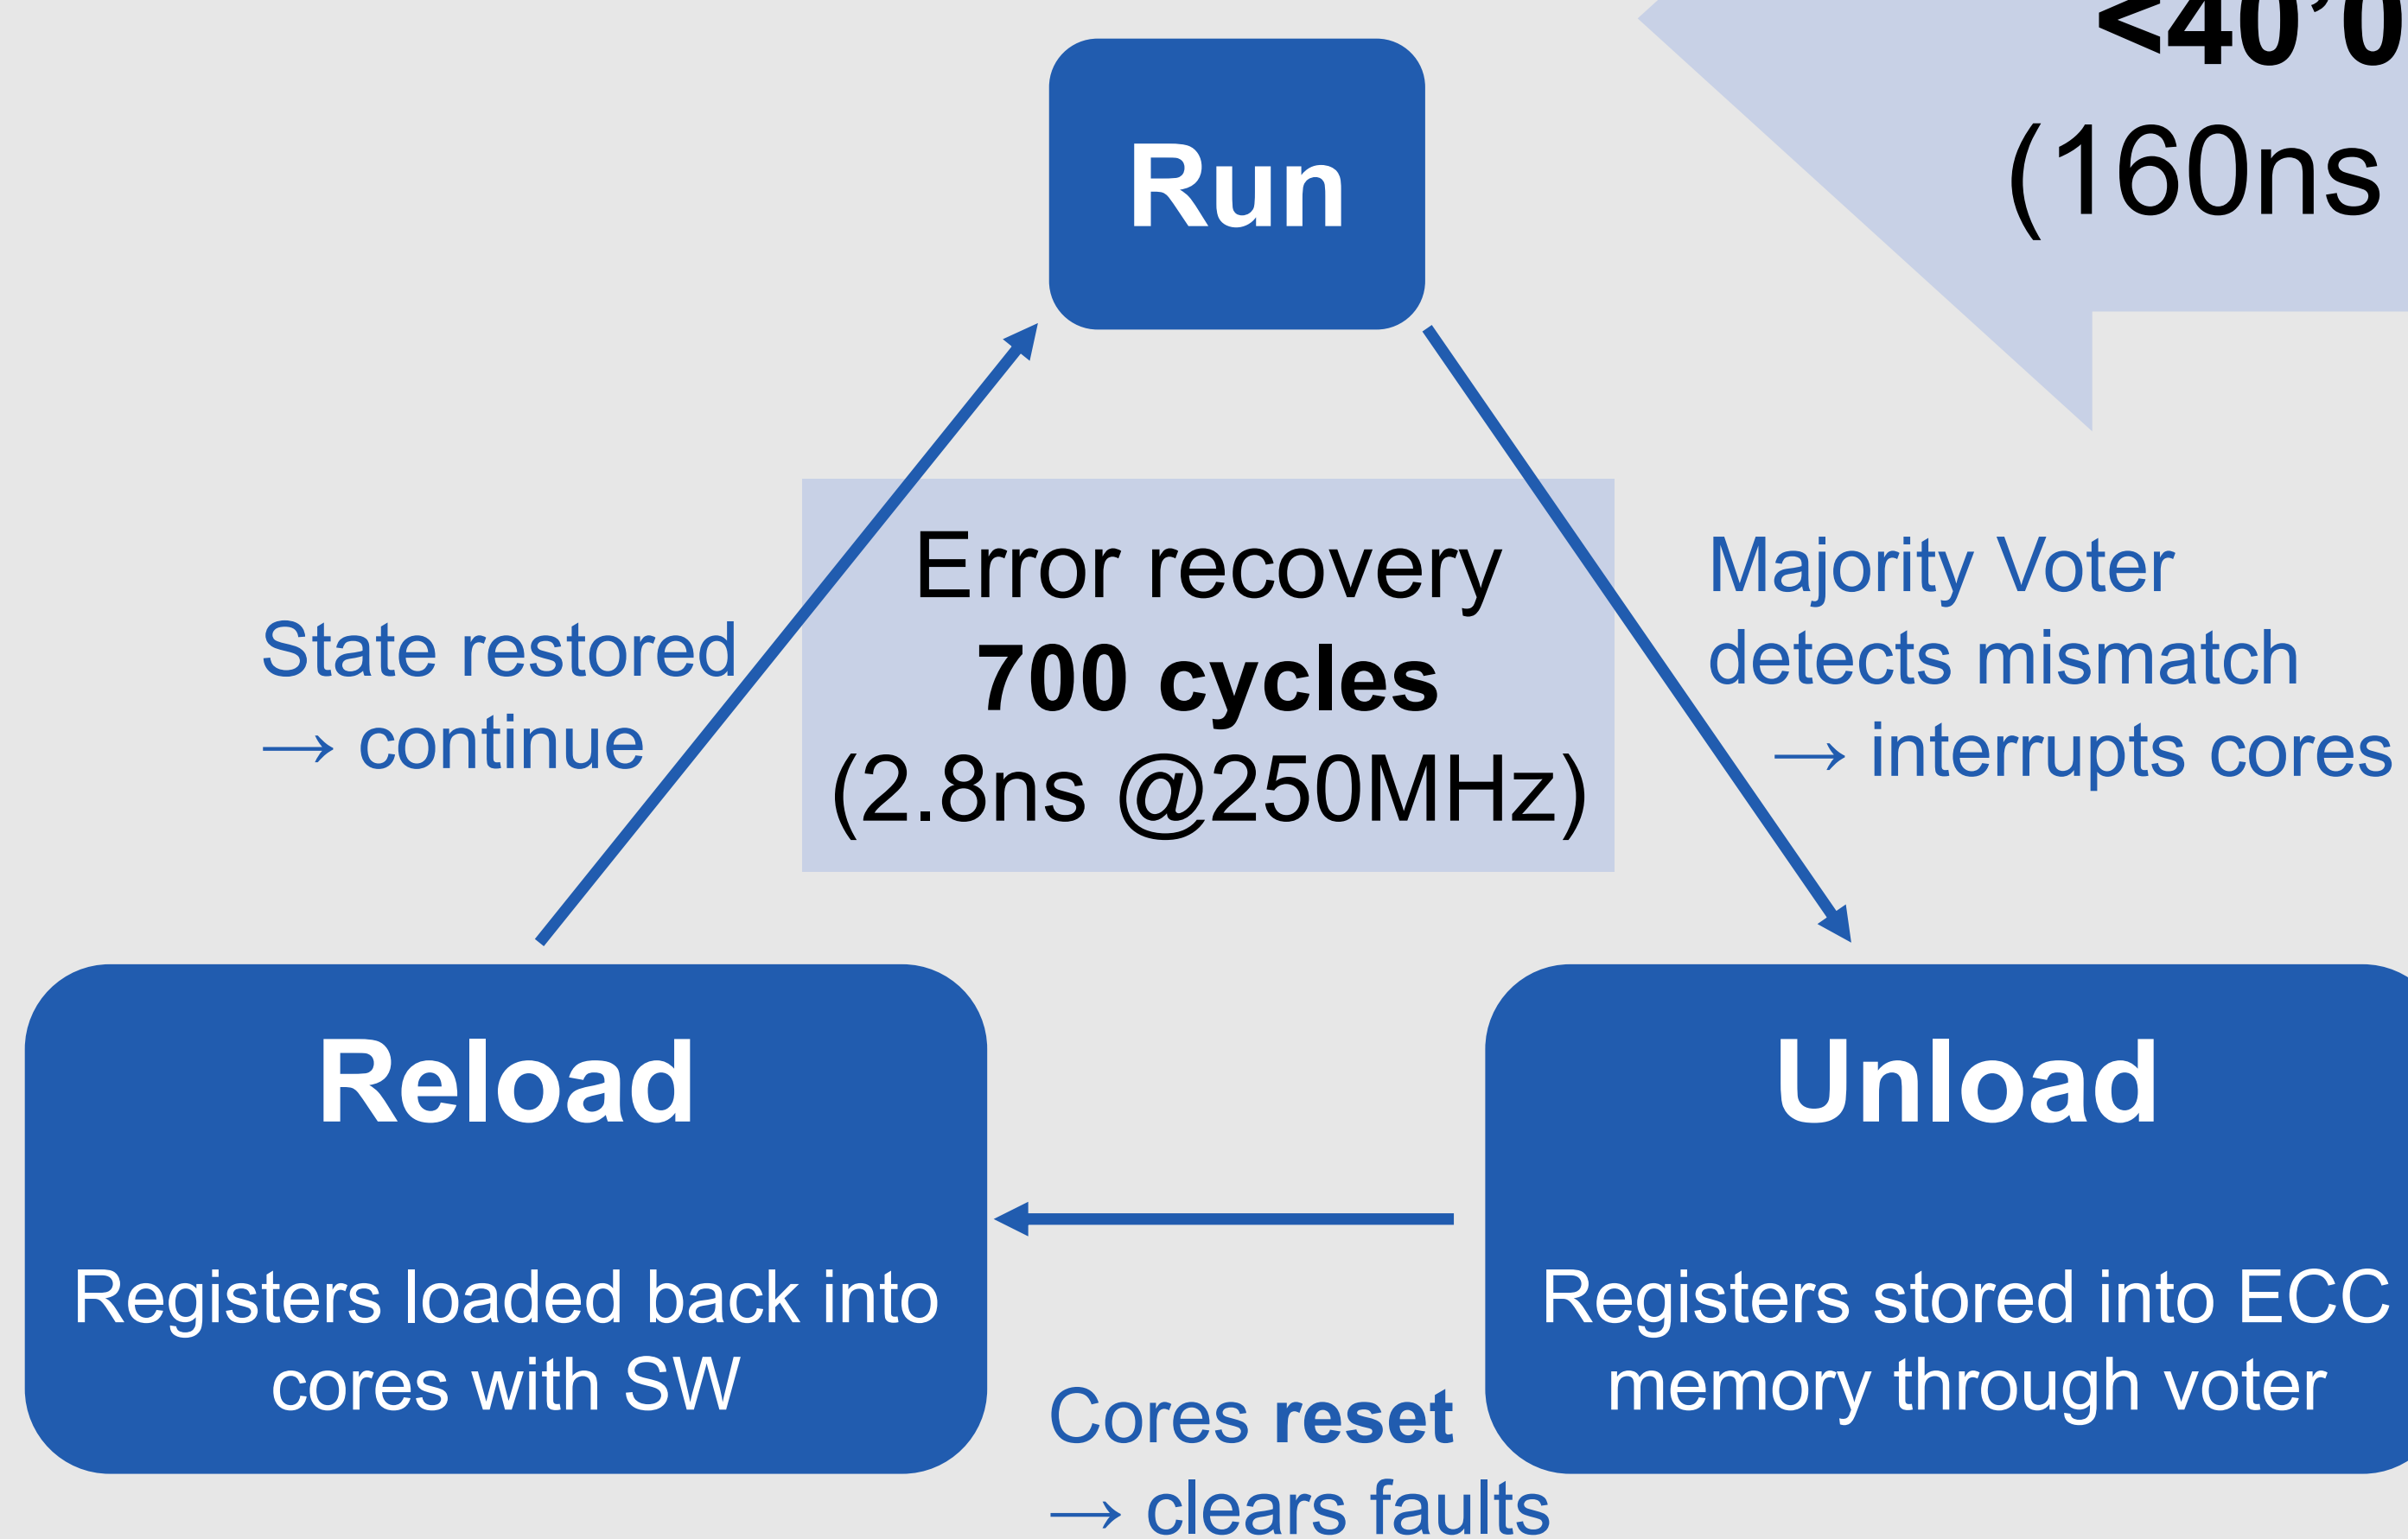 <40’0
(160ns
Run
Error recovery
700 cycles
(2.8ns @250MHz)
Majority Voter
detects mismatch
→ interrupts cores
State restored
→ continue
Reload
Registers loaded back into
cores with SW
Unload
Registers stored into ECC
memory through voter
Cores reset
→ clears faults